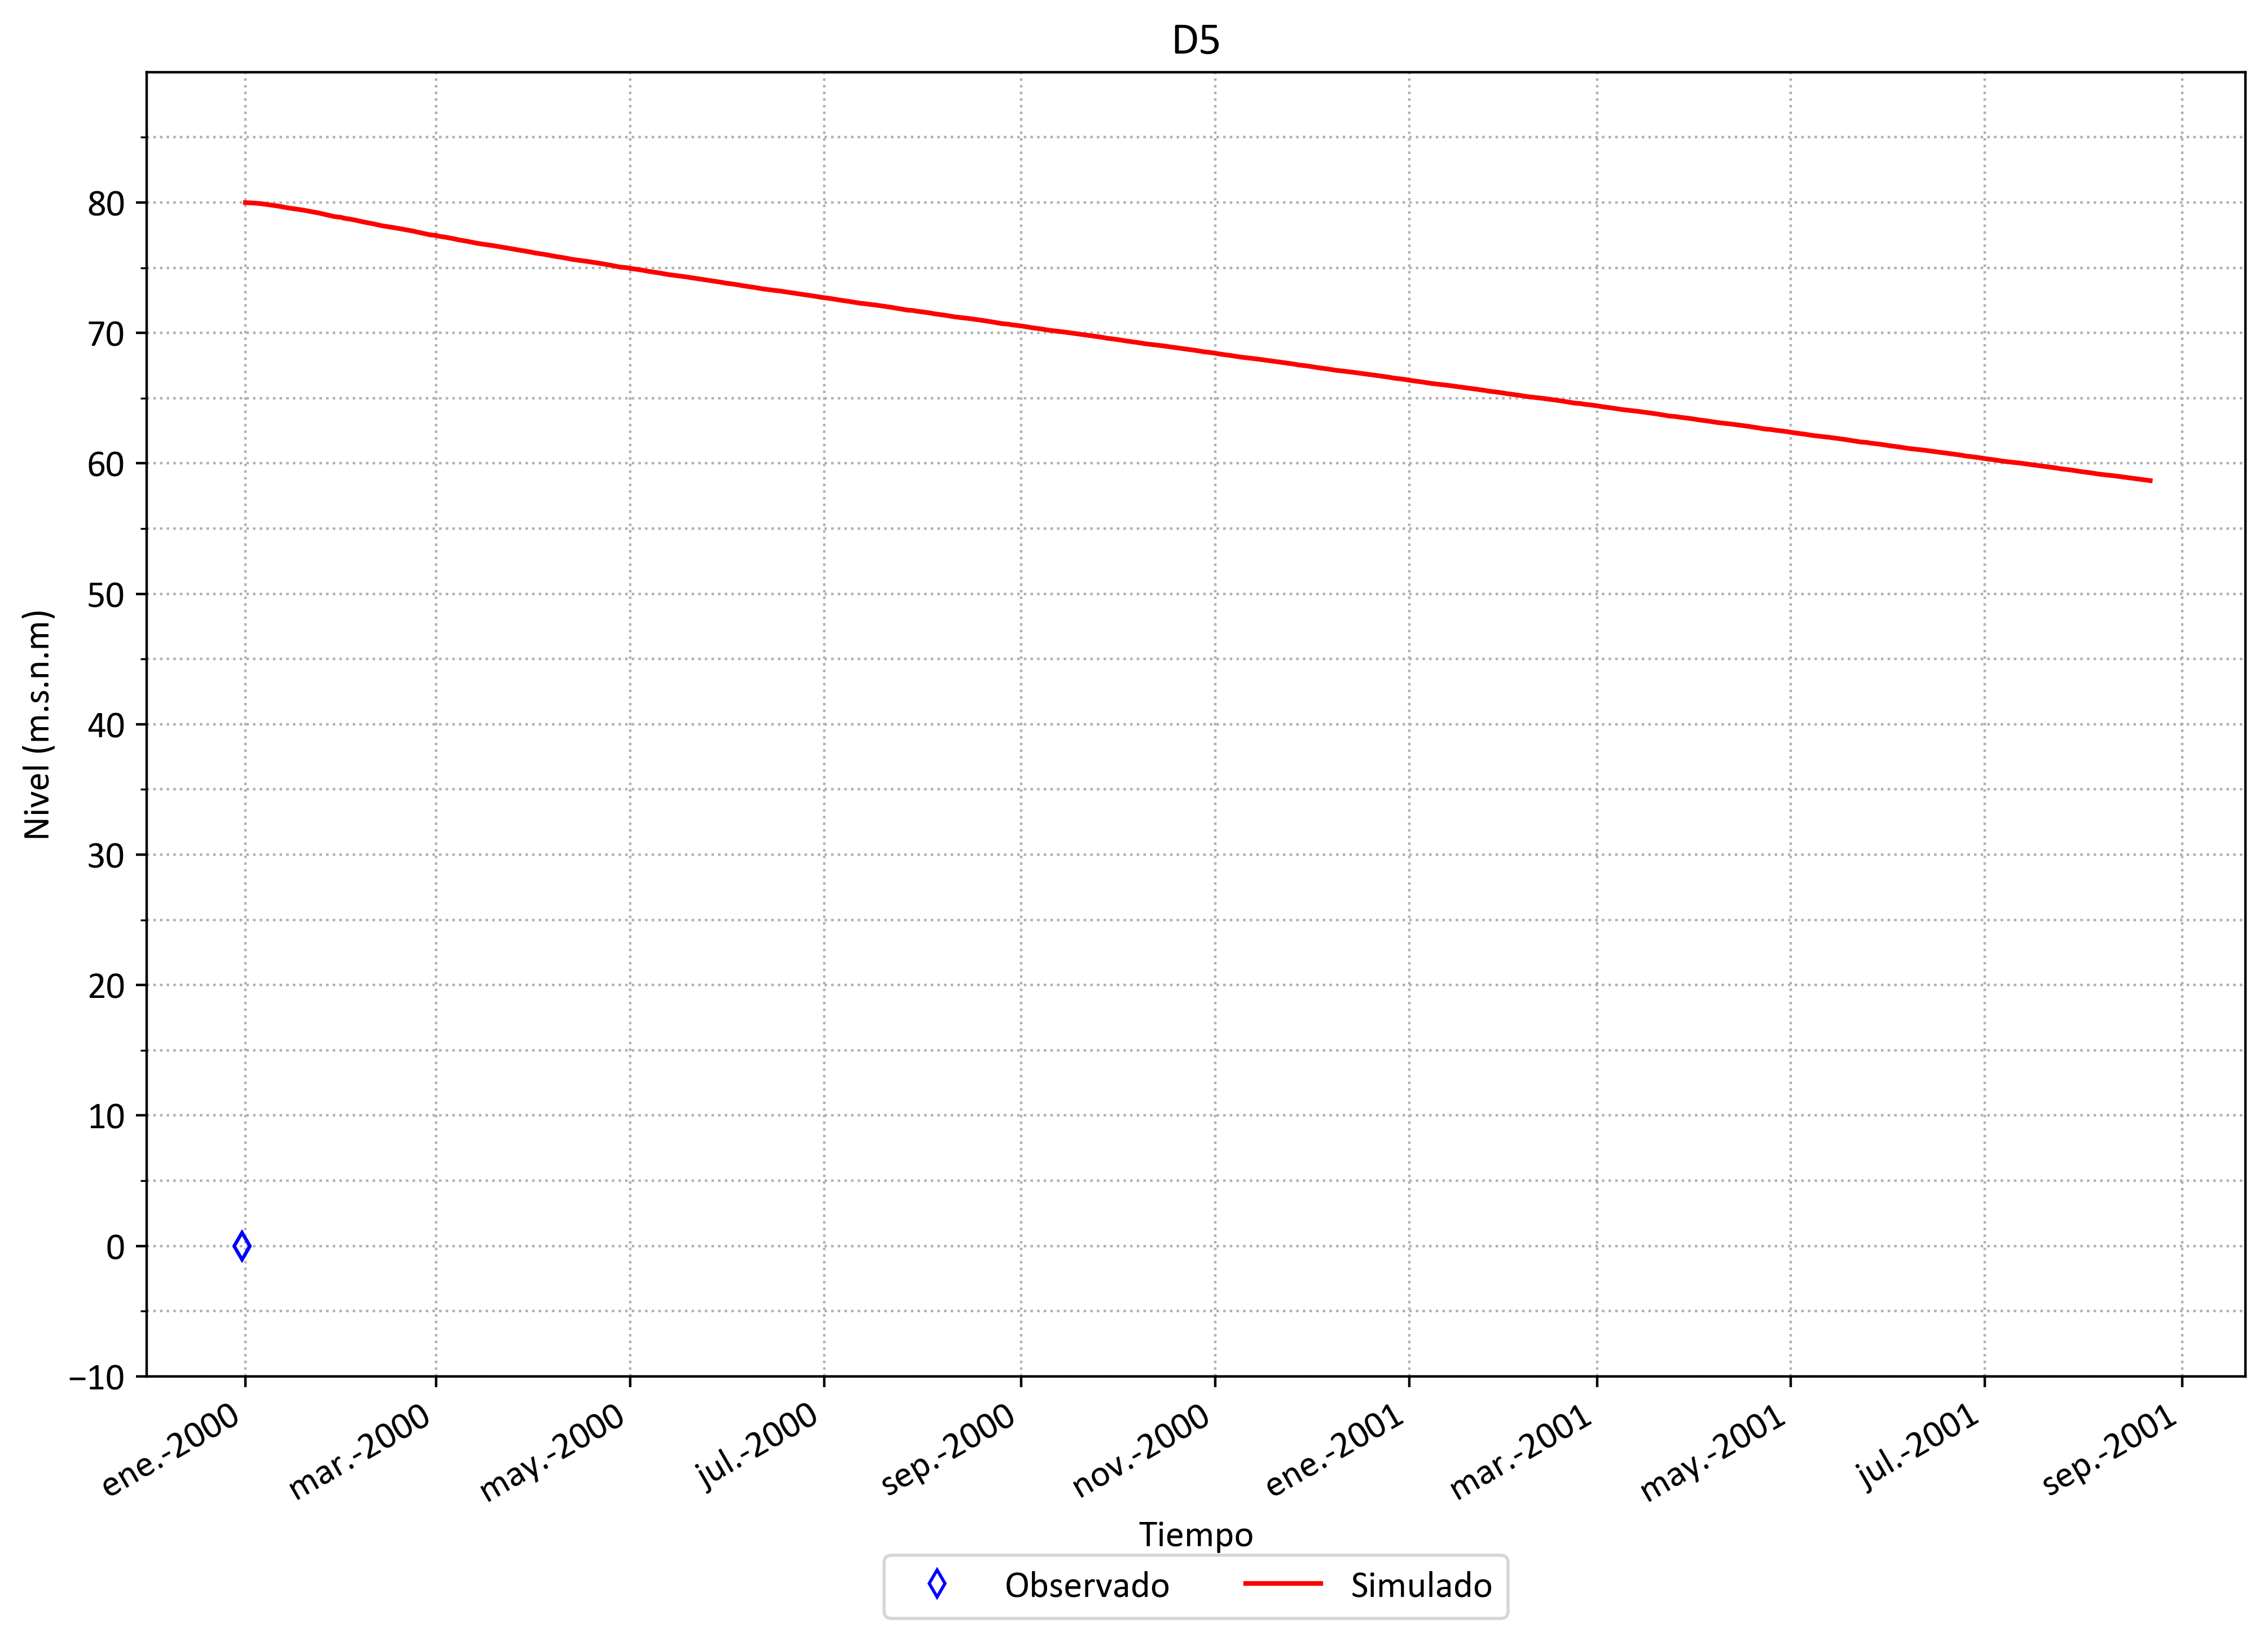 D5
Nivel (m.s.n.m)
80
70
60
50
40
30
20
10
0
−10
ene.-2000
mar.-2000
may.-2000
jul.-2000
sep.-2000
nov.-2000
ene.-2001
mar.-2001
may.-2001
jul.-2001
sep.-2001
Tiempo
Observado
Simulado